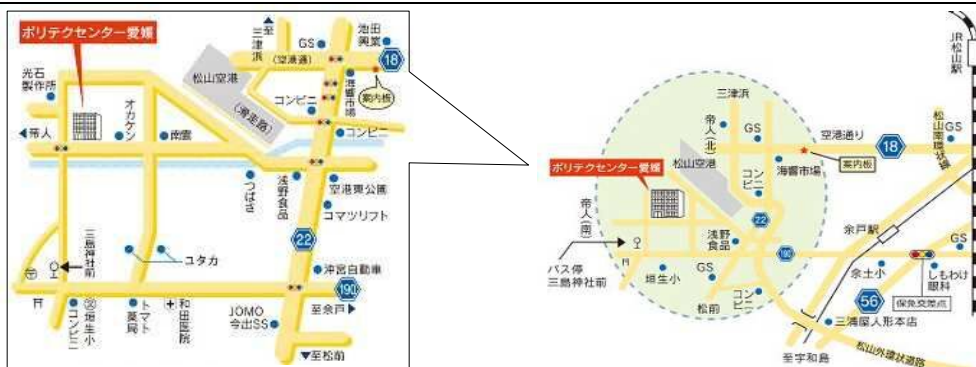 ポリテクセンター愛媛
至三津浜
GS
池田興業
(空港通)
18
案内板
海響市場
松山空港
(滑走路)
コンビニ
コンビニ
光石製作所
オカケン
南雲
帝人
つばさ
浅野食品
空港東公園
コマツリフト
22
三島神社前
ユタカ
沖宮自動車
190
コンビニ
垣生小
トマト薬局
和田医院
JOMO
今出SS
至余戸
至松前
JR松山駅
三津浜
帝人(北)
GS
空港通り
松山南環状線
GS
18
案内板
海響市場
ポリテクセンター愛媛
松山空港
コンビニ
22
帝人(南)
浅野食品
190
余戸駅
GS
バス停
三島神社前
垣生小
GS
松前
コンビニ
余土小
しもわけ眼科
56
保免交差点
三浦屋人形本店
至宇和島
松山外環状道路